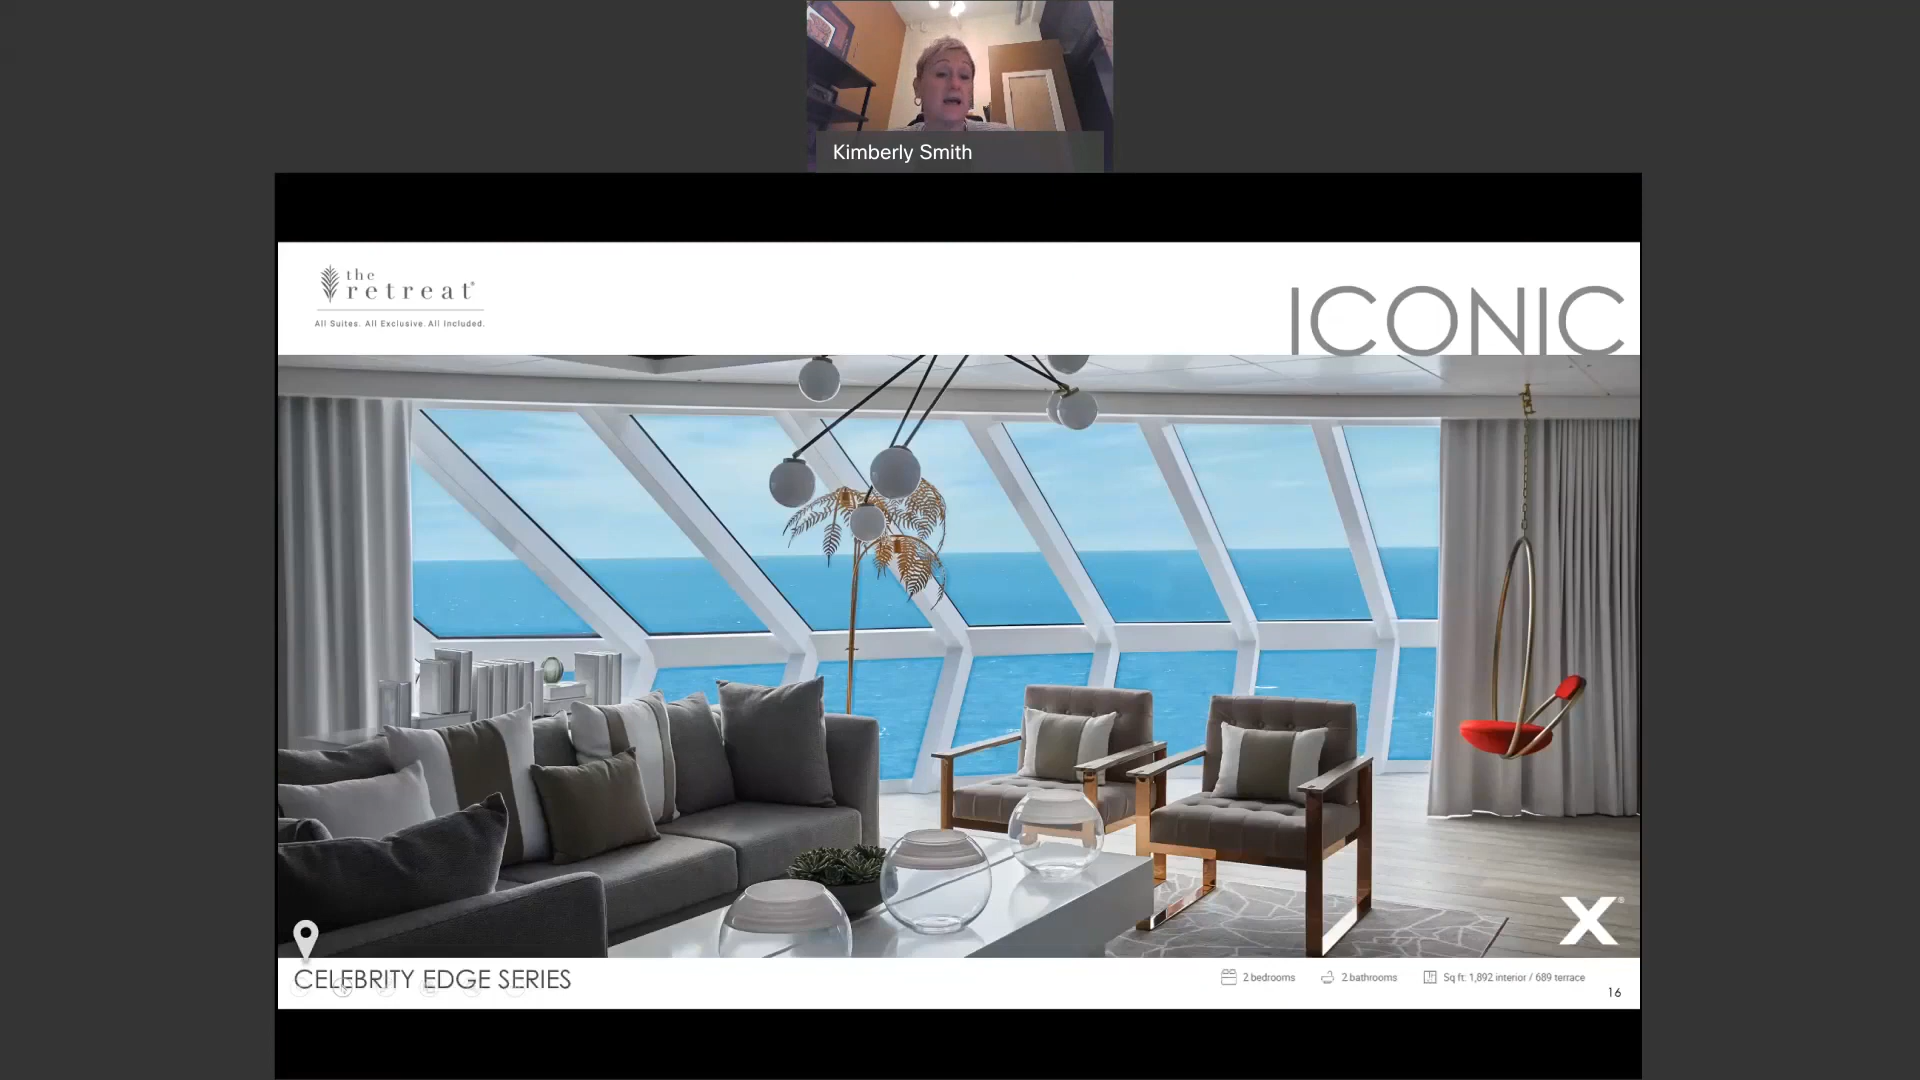 Kimberly Smith
the
retreat®
All Suites. All Exclusive. All Included.
ICONIC
X®
CELEBRITY EDGE SERIES
2 bedrooms
2 bathrooms
Sq ft: 1,892 interior / 689 terrace
16